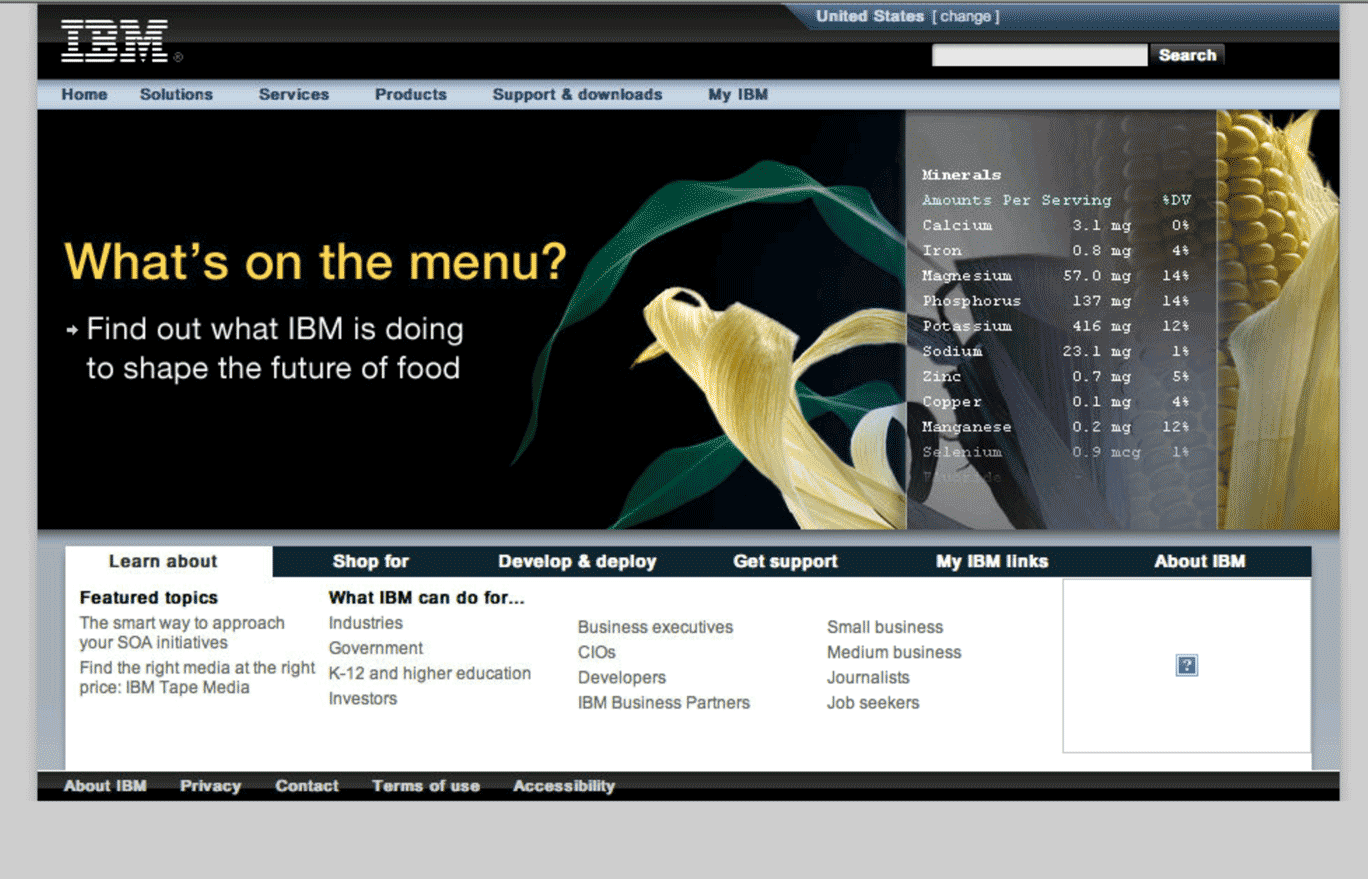 IBM®
United States [ change ]
Search
Home Solutions Services Products Support & downloads My IBM
What's on the menu?
Find out what IBM is doing
to shape the future of food
Minerals
Amounts Per Serving %DV
Calcium 3.1 mg 0%
Iron 0.8 mg 4%
Magnesium 57.0 mg 14%
Phosphorus 137 mg 14%
Potassium 416 mg 12%
Sodium 23.1 mg 1%
Zinc 0.7 mg 5%
Copper 0.1 mg 4%
Manganese 0.2 mg 12%
Selenium 0.9 mcg 1%
Learn about Shop for Develop & deploy Get support My IBM links About IBM
Featured topics
The smart way to approach
your SOA initiatives
Find the right media at the right
price: IBM Tape Media
What IBM can do for...
Industries
Government
K-12 and higher education
Investors
Business executives
CIOs
Developers
IBM Business Partners
Small business
Medium business
Journalists
Job seekers
?
About IBM Privacy Contact Terms of use Accessibility